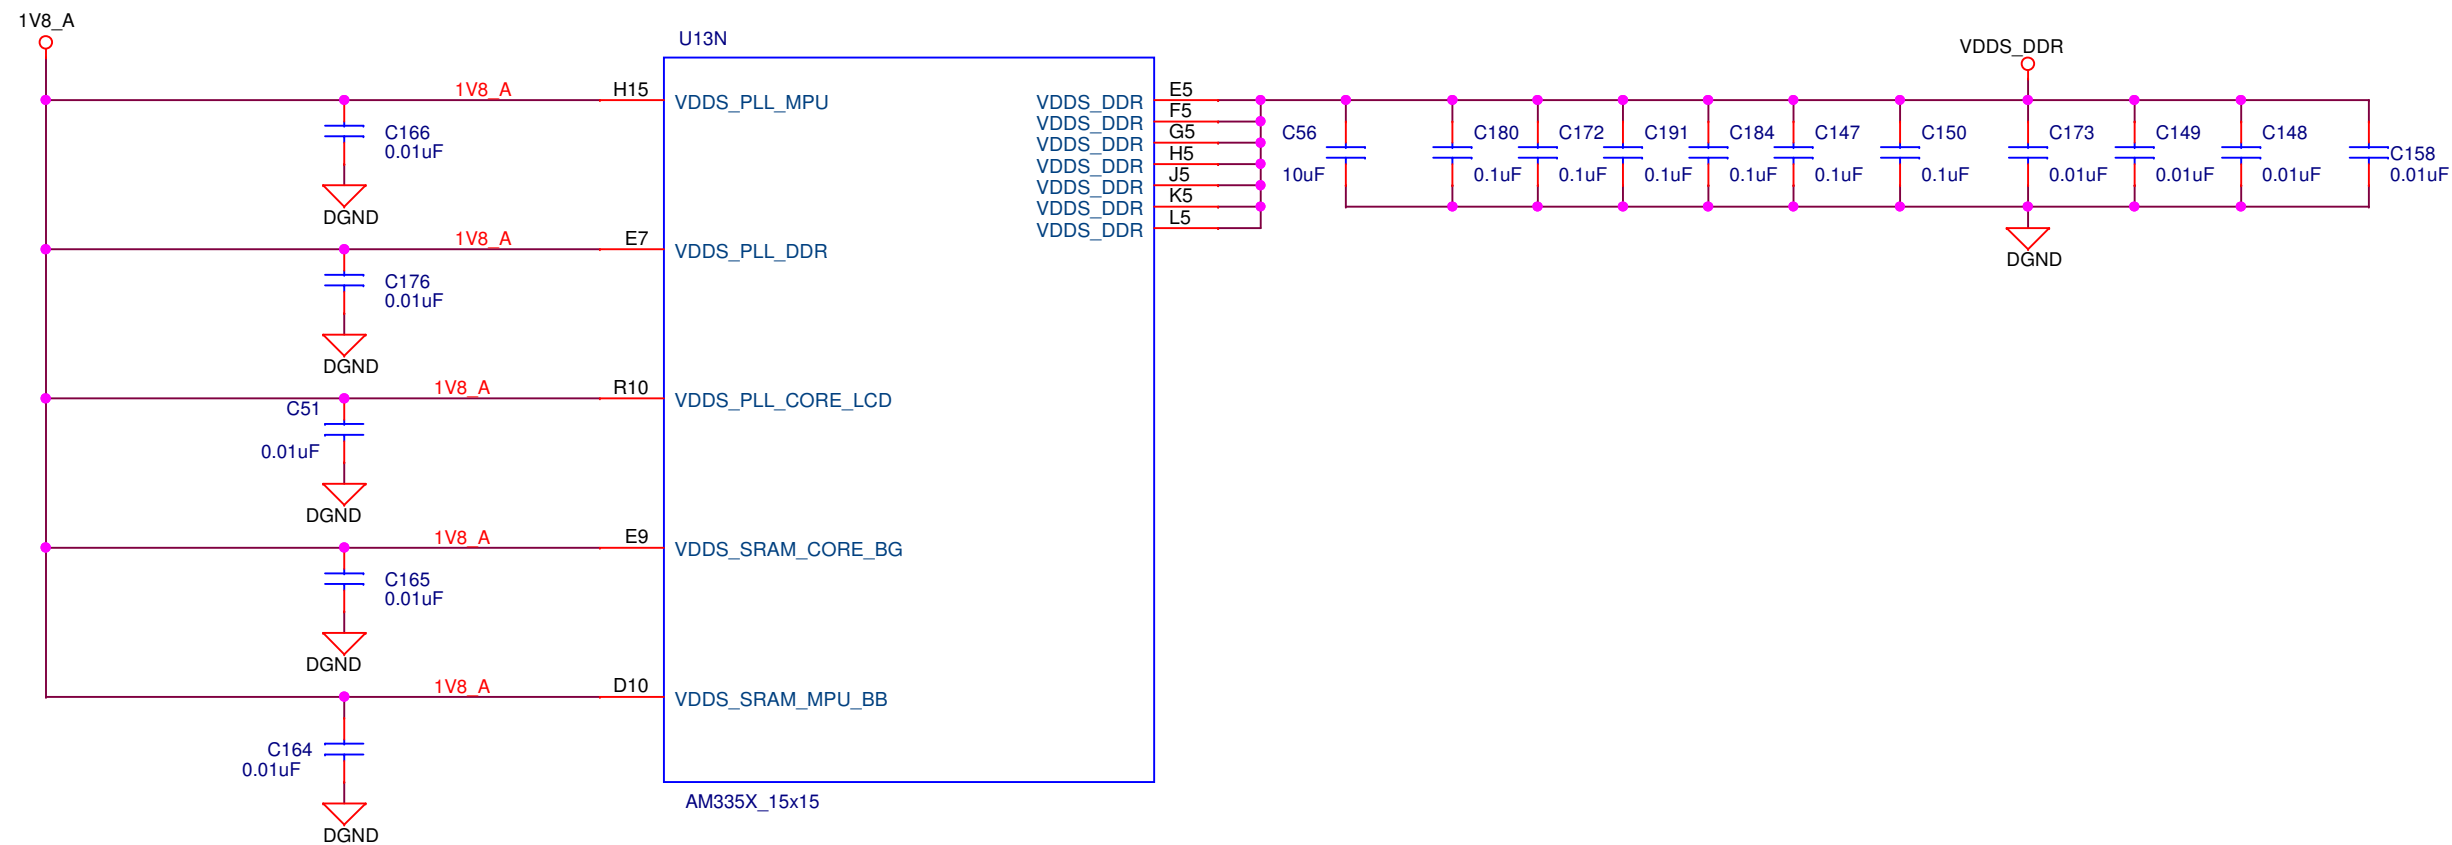 1V8_A
U13N
VDDS_DDR
1V8_A
H15
VDDS_PLL_MPU
C166
0.01uF
DGND
1V8_A
E7
VDDS_PLL_DDR
C176
0.01uF
DGND
1V8_A
R10
VDDS_PLL_CORE_LCD
C51
0.01uF
DGND
1V8_A
E9
VDDS_SRAM_CORE_BG
C165
0.01uF
DGND
1V8_A
D10
VDDS_SRAM_MPU_BB
C164
0.01uF
DGND
VDDS_DDR E5
VDDS_DDR F5
VDDS_DDR G5
VDDS_DDR H5
VDDS_DDR J5
VDDS_DDR K5
VDDS_DDR L5
C56
10uF
C180
0.1uF
C172
0.1uF
C191
0.1uF
C184
0.1uF
C147
0.1uF
C150
0.1uF
C173
0.01uF
C149
0.01uF
C148
0.01uF
C158
0.01uF
DGND
AM335X_15x15